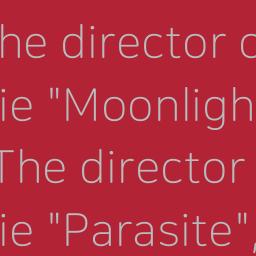 he director o
ie "Moonligh
The director
ie "Parasite",